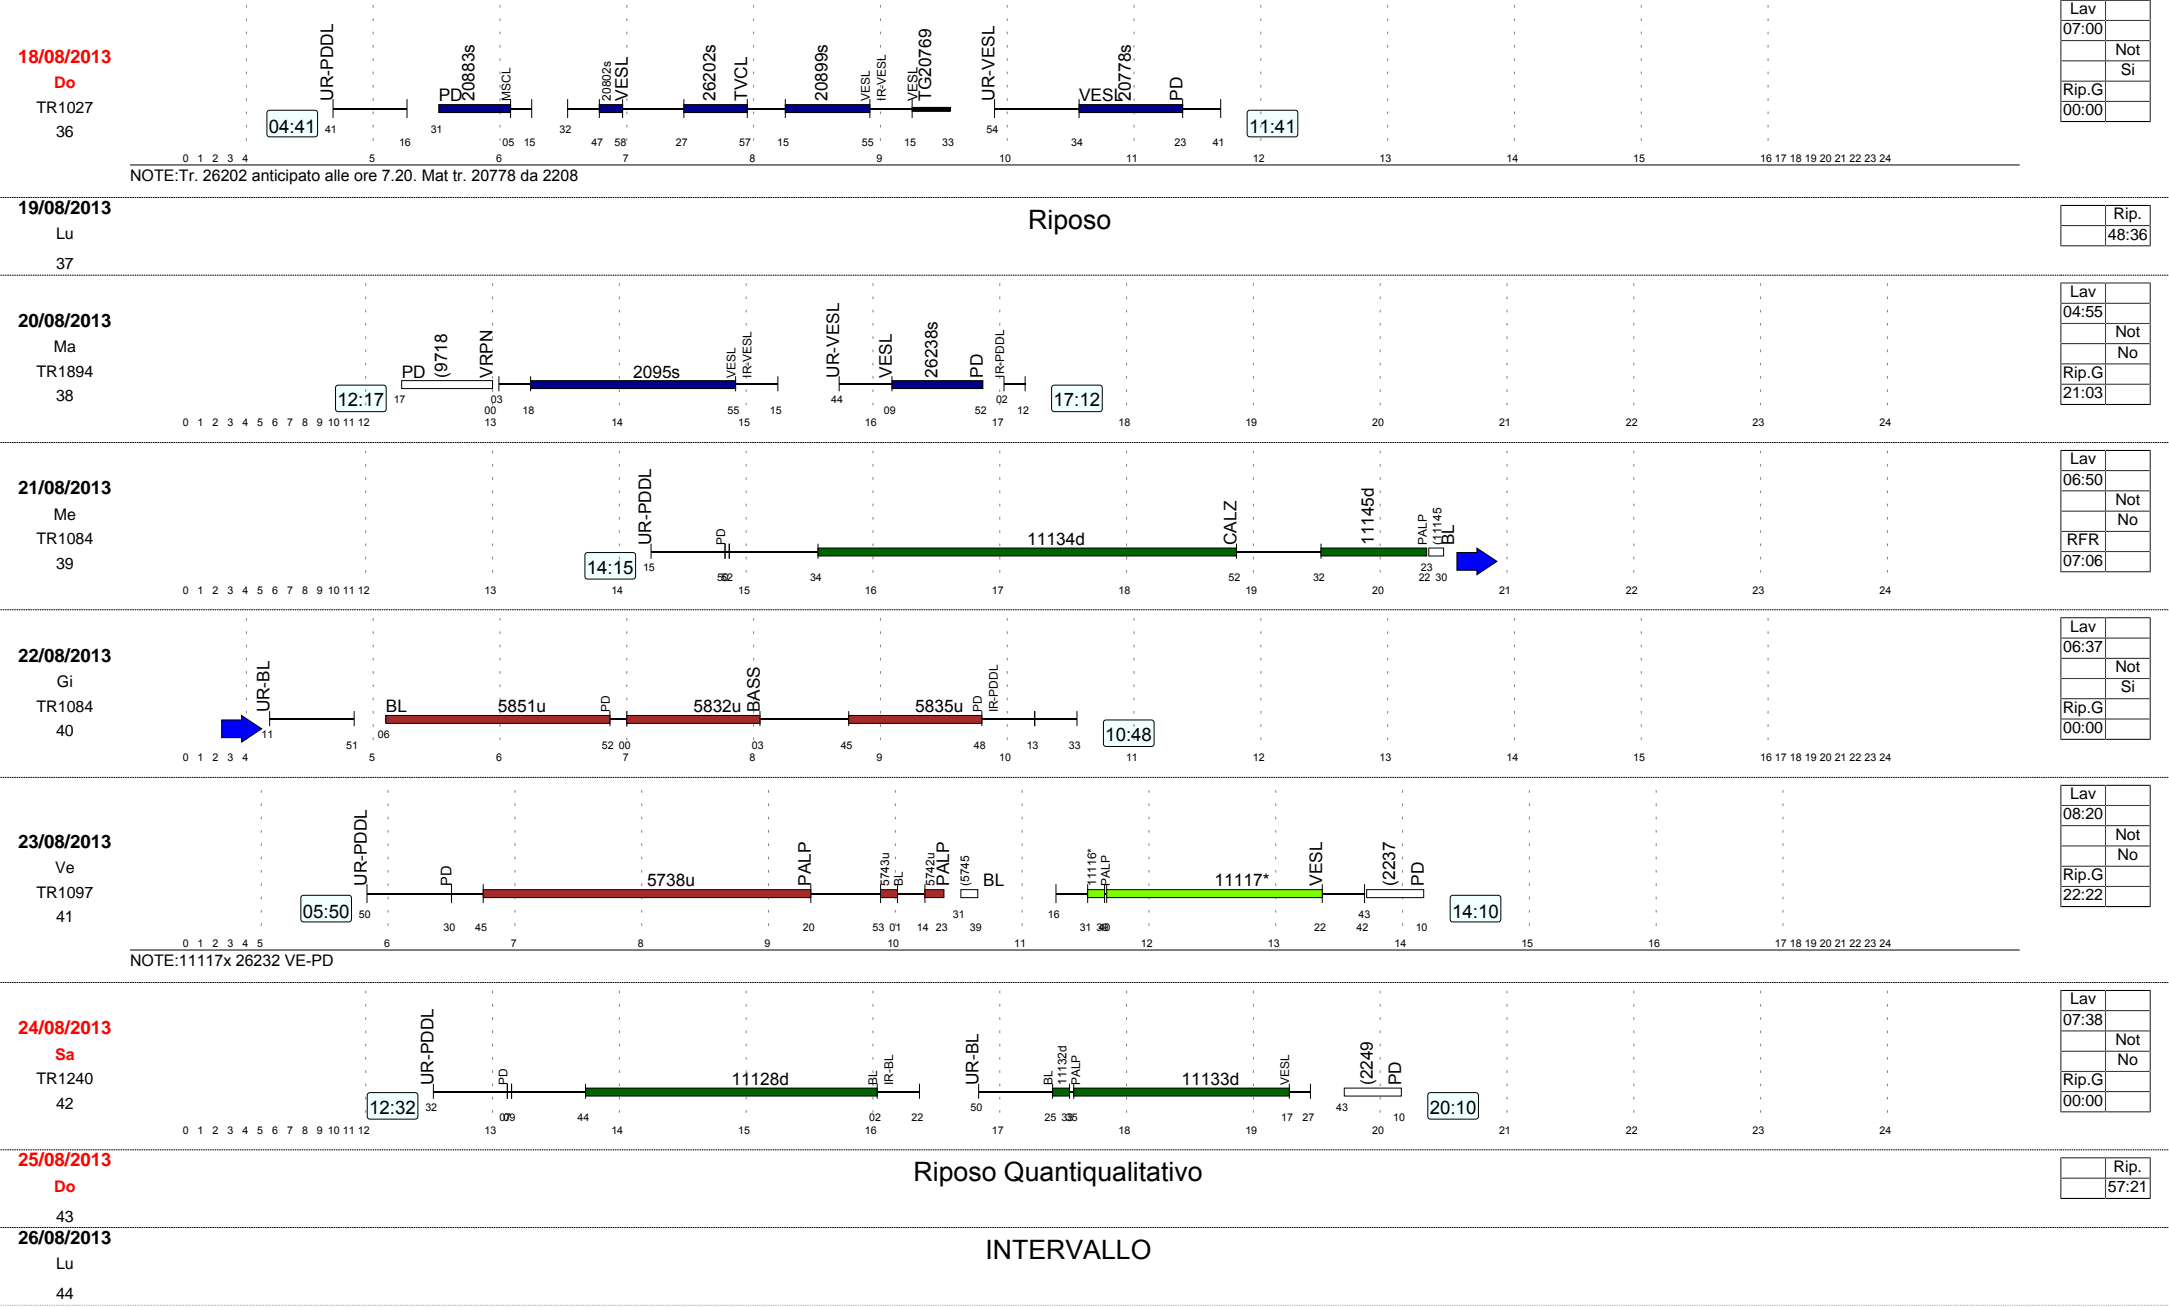 18/08/2013
Do
TR1027
36
04:41
UR-PDDL
PD
20883s
MSCL
20802s
VESL
26202s
TVCL
20899s
VESL
IR-VESL
VESL
TG20769
UR-VESL
VESL
20778s
PD
11:41
41 16 31 05 15 32 47 58 27 57 15 55 15 33 54 34 23 41
0 1 2 3 4 5 6 7 8 9 10 11 12 13 14 15 16 17 18 19 20 21 22 23 24
NOTE:Tr. 26202 anticipato alle ore 7.20. Mat tr. 20778 da 2208
Lav
07:00
Not
Si
Rip.G
00:00
19/08/2013
Lu
37
Riposo
Rip.
48:36
20/08/2013
Ma
TR1894
38
12:17
PD
(9718
VRPN
2095s
VESL
IR-VESL
UR-VESL
VESL
26238s
PD
IR-PDDL
17:12
17 03 02
00 18 55 15 44 09 52 12
0 1 2 3 4 5 6 7 8 9 10 11 12 13 14 15 16 17 18 19 20 21 22 23 24
Lav
04:55
Not
No
Rip.G
21:03
21/08/2013
Me
TR1084
39
14:15
UR-PDDL
PD
11134d
CALZ
11145d
PALP
(11145
BL
15 23
50 52 34 52 32 22 30
0 1 2 3 4 5 6 7 8 9 10 11 12 13 14 15 16 17 18 19 20 21 22 23 24
Lav
06:50
Not
No
RFR
07:06
22/08/2013
Gi
TR1084
40
UR-BL
BL
5851u
PD
5832u
BASS
5835u
PD
IR-PDDL
10:48
11 06
51 52 00 03 45 48 13 33
0 1 2 3 4 5 6 7 8 9 10 11 12 13 14 15 16 17 18 19 20 21 22 23 24
Lav
06:37
Not
Si
Rip.G
00:00
23/08/2013
Ve
TR1097
41
05:50
UR-PDDL
PD
5738u
PALP
5743u
BL
5742u
PALP
(5745
BL
11116*
PALP
11117*
VESL
(2237
PD
14:10
50 31 16 43
30 45 20 53 01 14 23 39 31 39 40 22 42 10
0 1 2 3 4 5 6 7 8 9 10 11 12 13 14 15 16 17 18 19 20 21 22 23 24
NOTE:11117x 26232 VE-PD
Lav
08:20
Not
No
Rip.G
22:22
24/08/2013
Sa
TR1240
42
12:32
UR-PDDL
PD
11128d
BL
IR-BL
UR-BL
BL
11132d
PALP
11133d
VESL
(2249
PD
20:10
32 50 43
07 09 44 02 22 25 33 35 17 27 10
0 1 2 3 4 5 6 7 8 9 10 11 12 13 14 15 16 17 18 19 20 21 22 23 24
Lav
07:38
Not
No
Rip.G
00:00
25/08/2013
Do
43
Riposo Quantiqualitativo
Rip.
57:21
26/08/2013
Lu
44
INTERVALLO